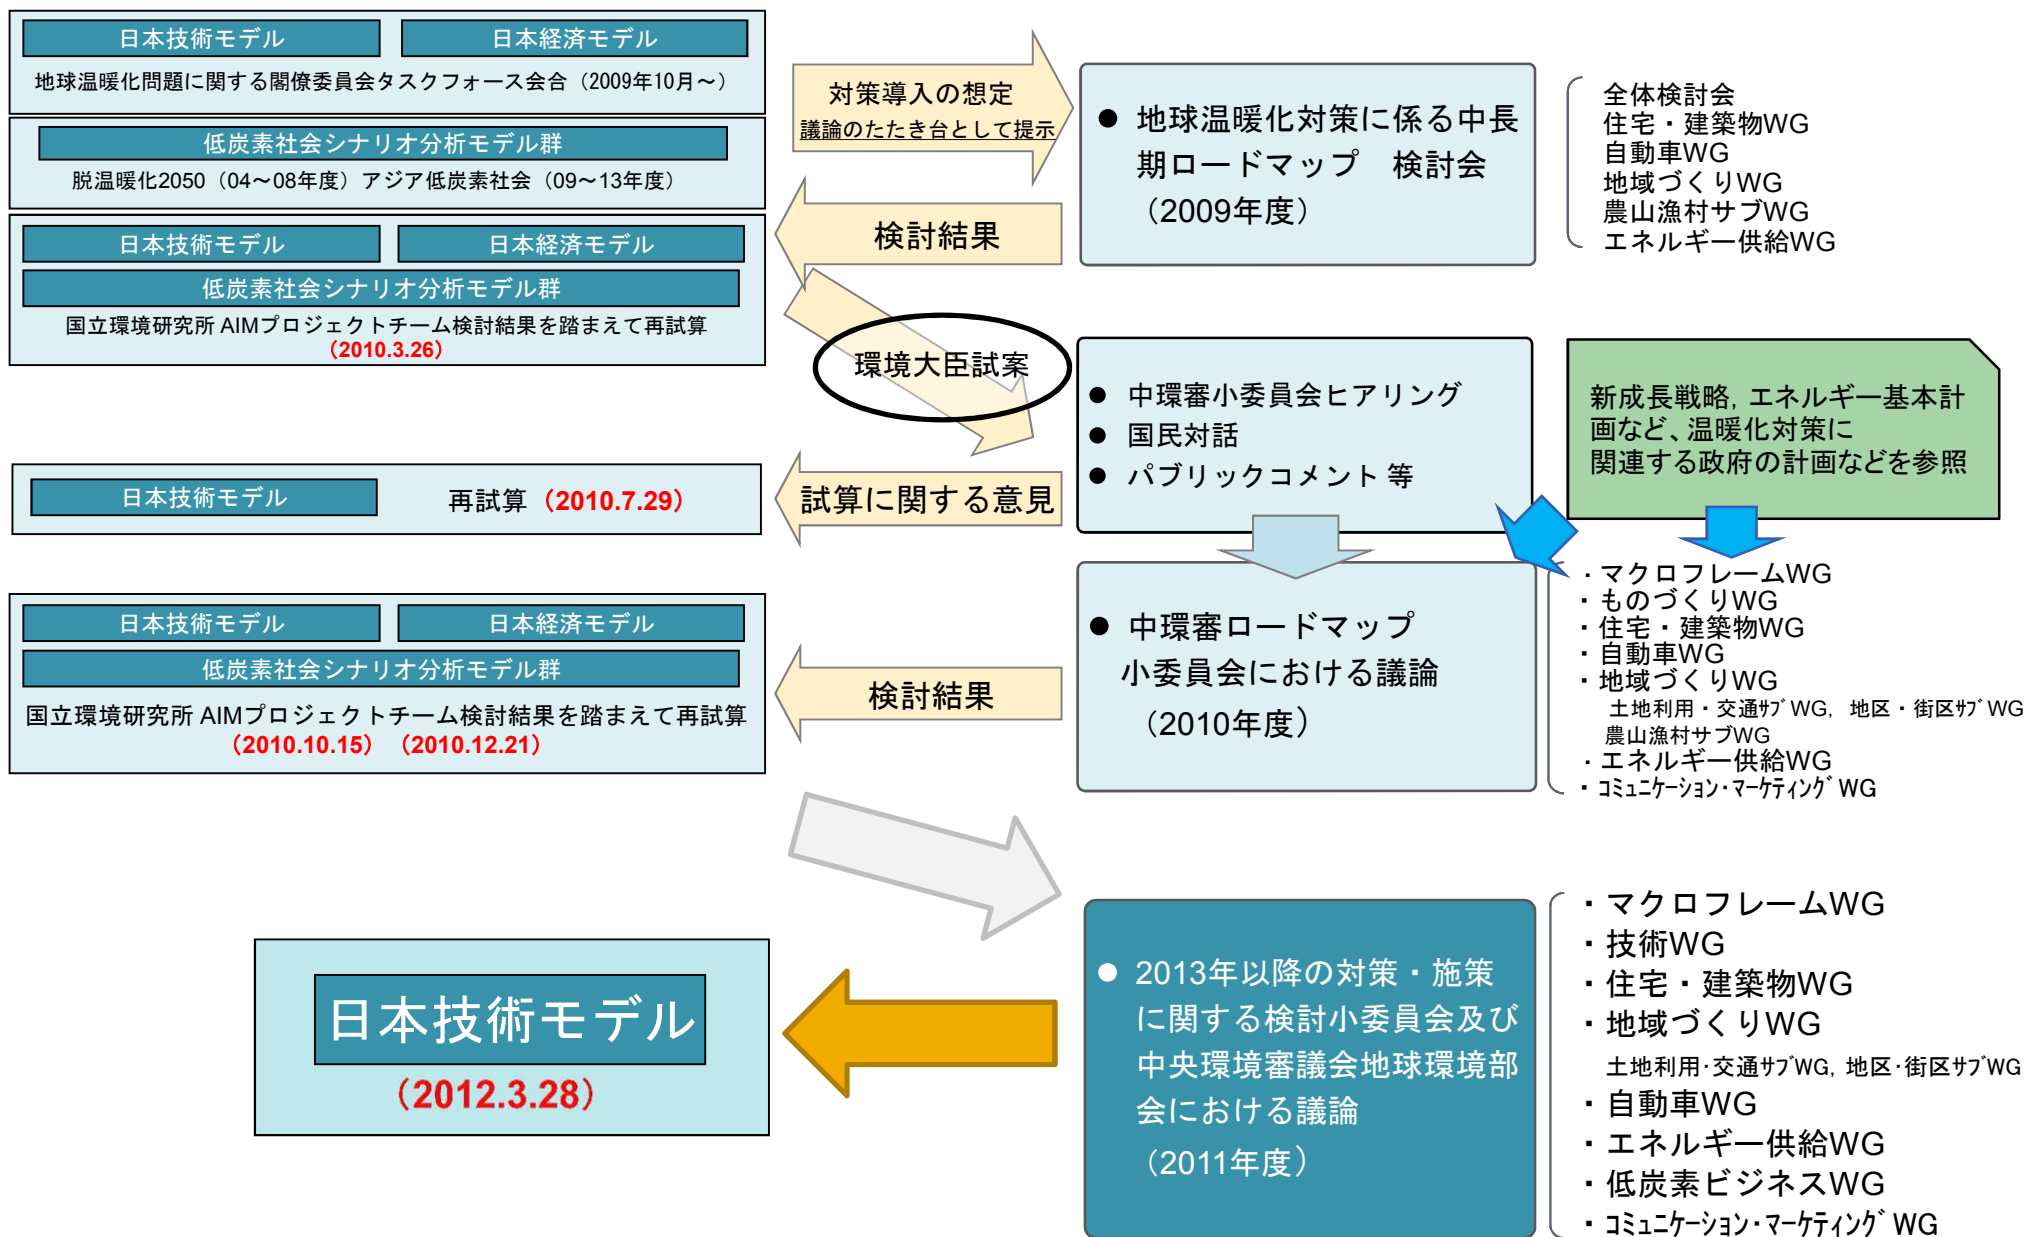 日本技術モデル
日本経済モデル
地球温暖化問題に関する閣僚委員会タスクフォース会合（2009年10月～）
低炭素社会シナリオ分析モデル群
脱温暖化2050（04～08年度）アジア低炭素社会（09～13年度）
日本技術モデル
日本経済モデル
低炭素社会シナリオ分析モデル群
国立環境研究所 AIMプロジェクトチーム検討結果を踏まえて再試算
（2010.3.26）
対策導入の想定
議論のたたき台として提示
検討結果
● 地球温暖化対策に係る中長
期ロードマップ　検討会
（2009年度）
全体検討会
住宅・建築物WG
自動車WG
地域づくりWG
農山漁村サブWG
エネルギー供給WG
環境大臣試案
● 中環審小委員会ヒアリング
● 国民対話
● パブリックコメント 等
新成長戦略, エネルギー基本計
画など、温暖化対策に
関連する政府の計画などを参照
日本技術モデル
再試算（2010.7.29）
試算に関する意見
日本技術モデル
日本経済モデル
低炭素社会シナリオ分析モデル群
国立環境研究所 AIMプロジェクトチーム検討結果を踏まえて再試算
（2010.10.15）（2010.12.21）
検討結果
● 中環審ロードマップ
小委員会における議論
（2010年度）
・マクロフレームWG
・ものづくりWG
・住宅・建築物WG
・自動車WG
・地域づくりWG
土地利用・交通ｻﾌﾞWG, 地区・街区ｻﾌﾞWG
農山漁村サブWG
・エネルギー供給WG
・ｺﾐｭﾆｹｰｼｮﾝ･ﾏｰｹﾃｨﾝｸﾞWG
日本技術モデル
（2012.3.28）
● 2013年以降の対策・施策
に関する検討小委員会及び
中央環境審議会地球環境部
会における議論
（2011年度）
・マクロフレームWG
・技術WG
・住宅・建築物WG
・地域づくりWG
土地利用･交通ｻﾌﾞWG, 地区･街区ｻﾌﾞWG
・自動車WG
・エネルギー供給WG
・低炭素ビジネスWG
・ｺﾐｭﾆｹｰｼｮﾝ･ﾏｰｹﾃｨﾝｸﾞWG